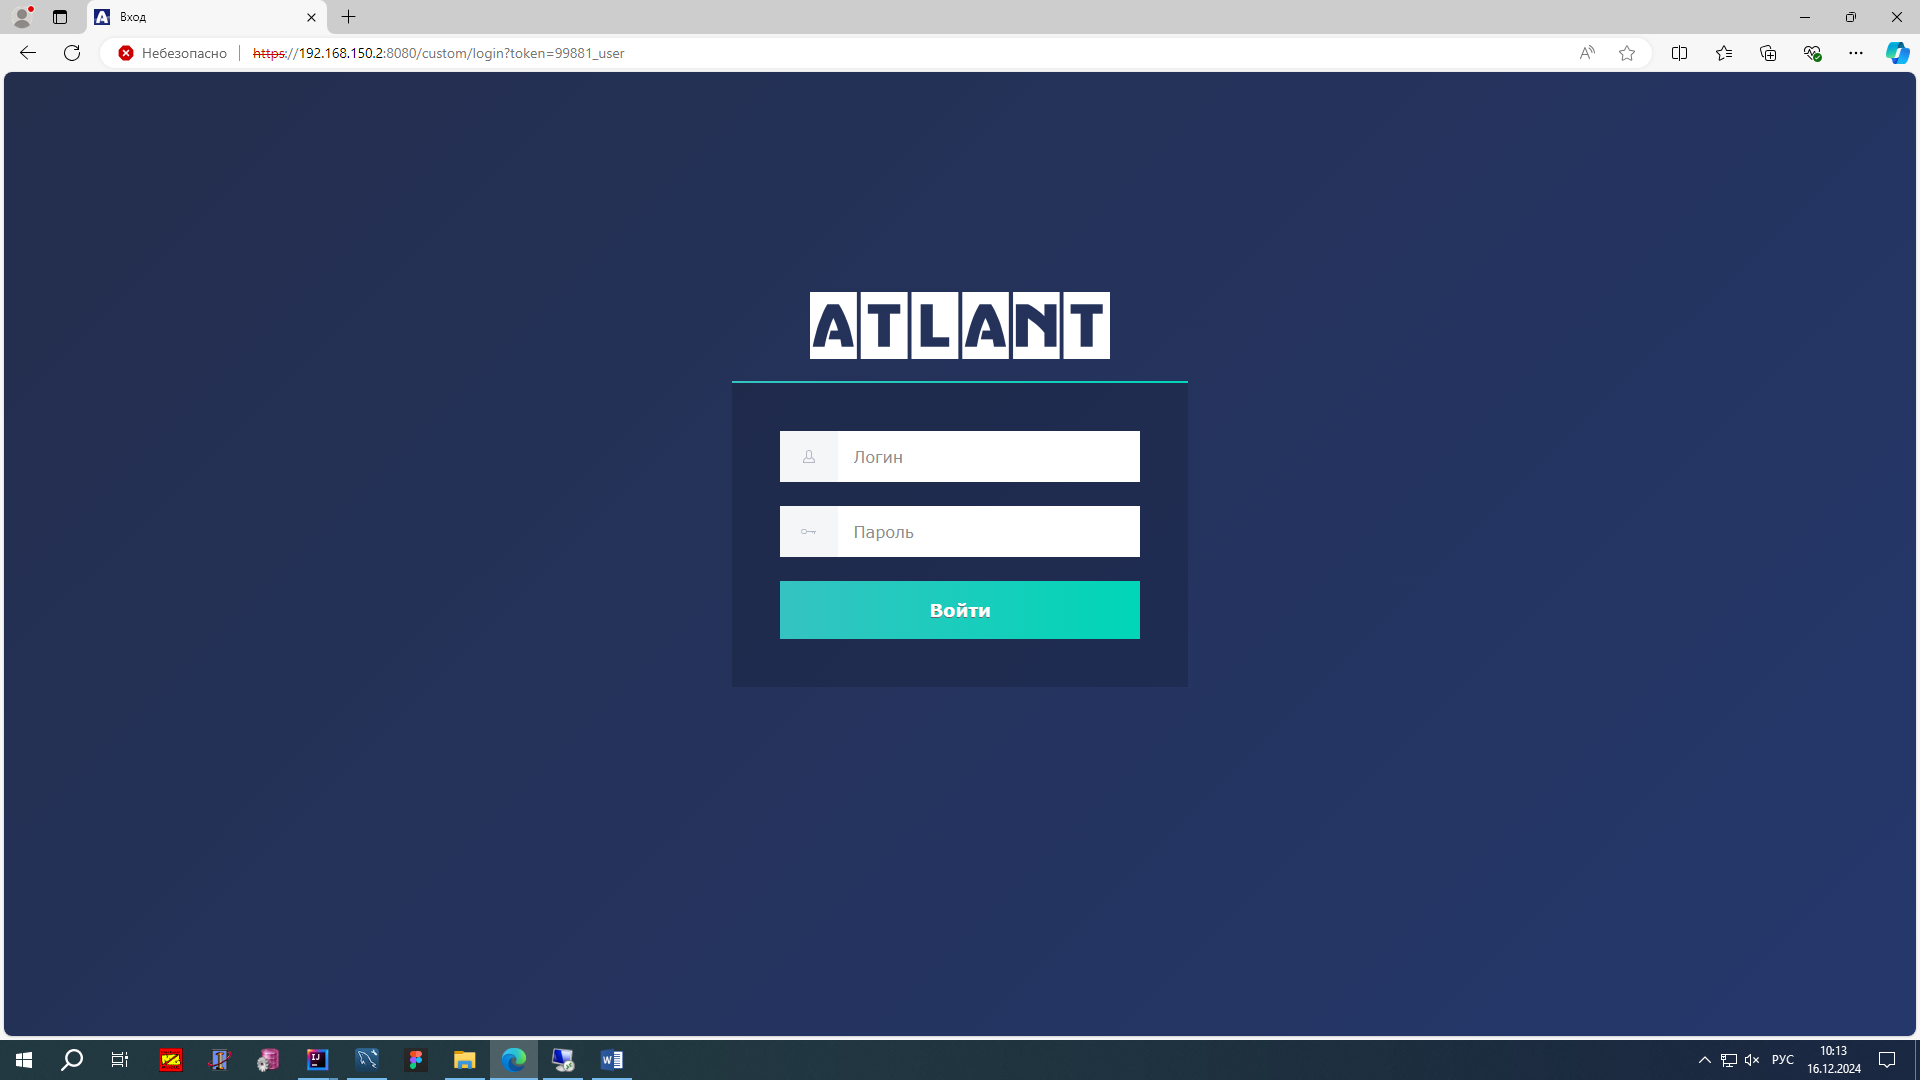 Вход
Небезопасно
https://192.168.150.2:8080/custom/login?token=99881_user
ATLANT
Логин
Пароль
Войти
РУС
10:13
16.12.2024